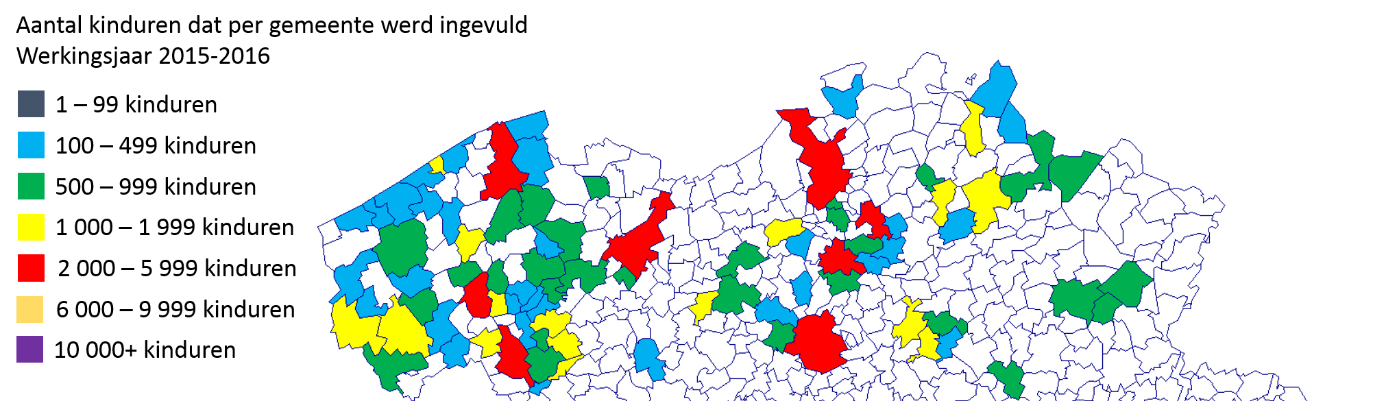 Aantal kinduren dat per gemeente werd ingevuld
Werkingsjaar 2015-2016
1 – 99 kinduren
100 – 499 kinduren
500 – 999 kinduren
1 000 – 1 999 kinduren
2 000 – 5 999 kinduren
6 000 – 9 999 kinduren
10 000+ kinduren